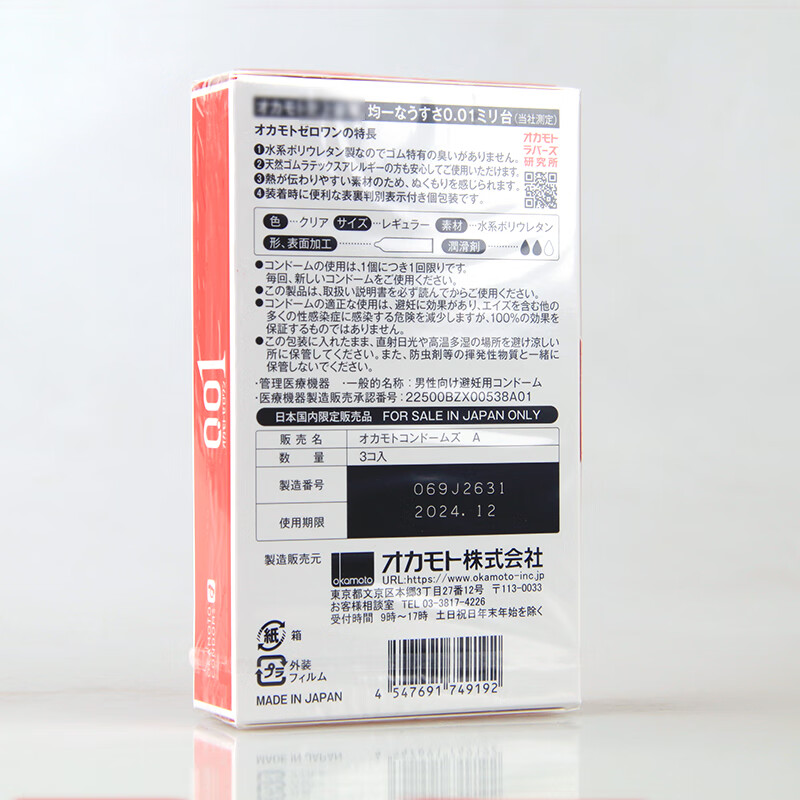 均一なうすさ0.01ミリ台(当社測定)
オカモトゼロワンの特長
❶水系ポリウレタン製なのでゴム特有の臭いがありません。
❷天然ゴムラテックスアレルギーの方も安心してご使用いただけます。
❸熱が伝わりやすい素材のため、ぬくもりを感じられます。
❹装着時に便利な表裏判別表示付き個包装です。
オカモト
ラバーズ
研究所
色…クリア サイズ…レギュラー 素材…水系ポリウレタン
形、表面加工 潤滑剤
●コンドームの使用は、1個につき1回限りです。
毎回、新しいコンドームをご使用ください。
●この製品は、取扱い説明書を必ず読んでからご使用ください。
●コンドームの適正な使用は、避妊に効果があり、エイズを含む他の
多くの性感染症に感染する危険を減少しますが、100%の効果を
保証するものではありません。
●この包装に入れたまま、直射日光や高温多湿の場所を避け涼しい
所に保管してください。また、防虫剤等の揮発性物質と一緒に
保管しないでください。
・管理医療機器 ・一般的名称:男性向け避妊用コンドーム
・医療機器製造販売承認番号:22500BZX00538A01
日本国内限定販売品 FOR SALE IN JAPAN ONLY
販売名 オカモトコンドームズ A
数量 3コ入
製造番号 069J2631
使用期限 2024.12
製造販売元 okamoto オカモト株式会社
URL:https://www.okamoto-inc.jp
東京都文京区本郷3丁目27番12号 〒113-0033
お客様相談室 TEL 03-3817-4226
受付時間 9時〜17時 土日祝日年末年始を除く
紙 箱
プラ 外装
フィルム
MADE IN JAPAN
4 547691 749192
0.01